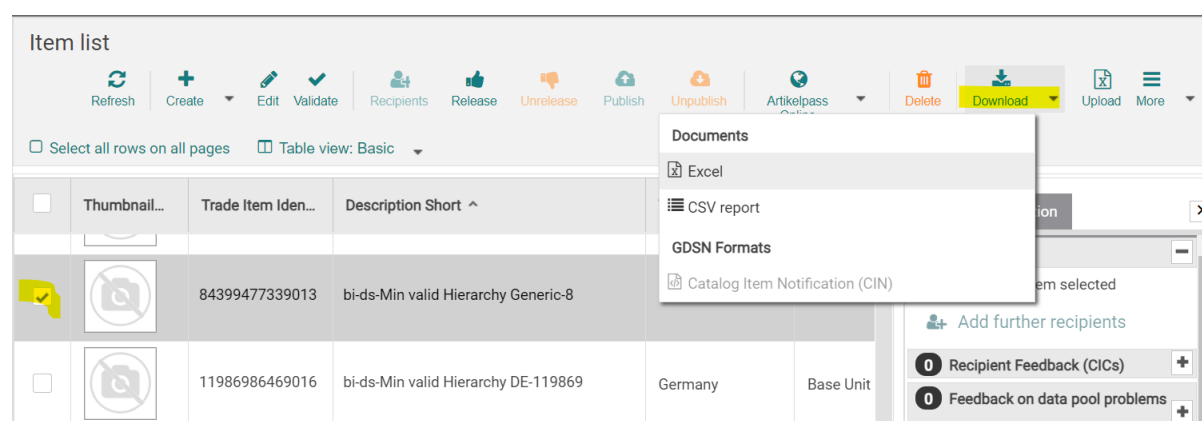 Item list
Refresh Create Edit Validate Recipients Release Unrelease Publish Unpublish Artikelpass Delete Download Upload More
Select all rows on all pages Table view: Basic
Documents
Excel
CSV report
GDSN Formats
Catalog Item Notification (CIN)
Thumbnail... Trade Item Iden... Description Short
84399477339013 bi-ds-Min valid Hierarchy Generic-8
11986986469016 bi-ds-Min valid Hierarchy DE-119869 Germany Base Unit
selected
Add further recipients
0 Recipient Feedback (CICs)
0 Feedback on data pool problems